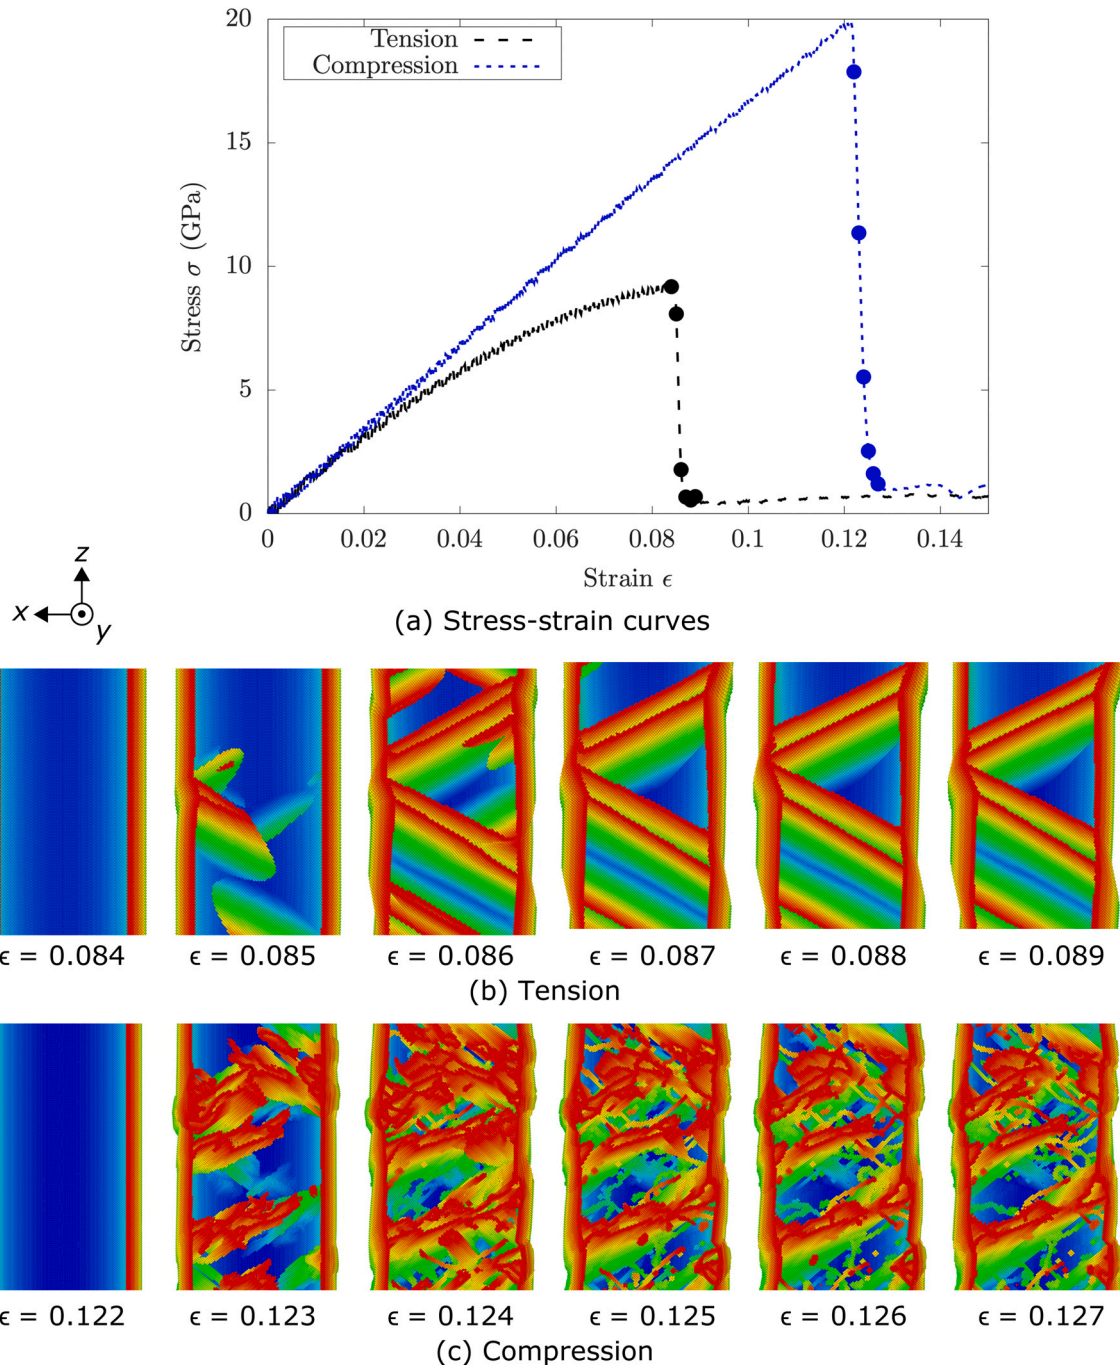 20
15
10
5
0
Stress σ (GPa)
Tension
Compression
0 0.02 0.04 0.06 0.08 0.1 0.12 0.14
Strain ϵ
z
x
y
(a) Stress-strain curves
ϵ = 0.084 ϵ = 0.085 ϵ = 0.086 ϵ = 0.087 ϵ = 0.088 ϵ = 0.089
(b) Tension
ϵ = 0.122 ϵ = 0.123 ϵ = 0.124 ϵ = 0.125 ϵ = 0.126 ϵ = 0.127
(c) Compression